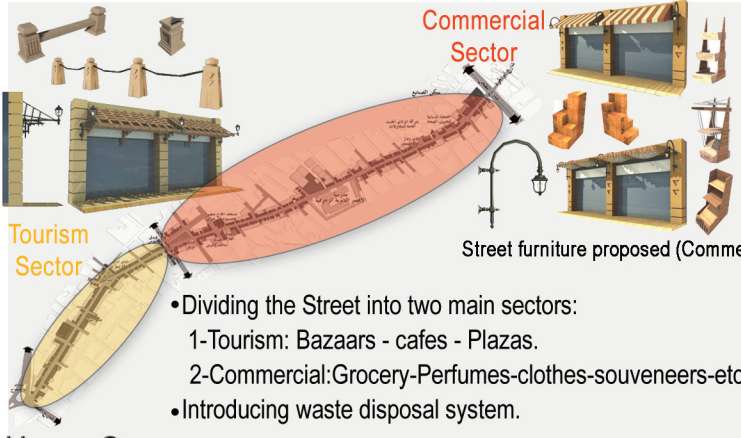 Commercial
Sector
Tourism
Sector
Street furniture proposed (Comme
•Dividing the Street into two main sectors:
1-Tourism: Bazaars - cafes - Plazas.
2-Commercial:Grocery-Perfumes-clothes-souveneers-etc
•Introducing waste disposal system.